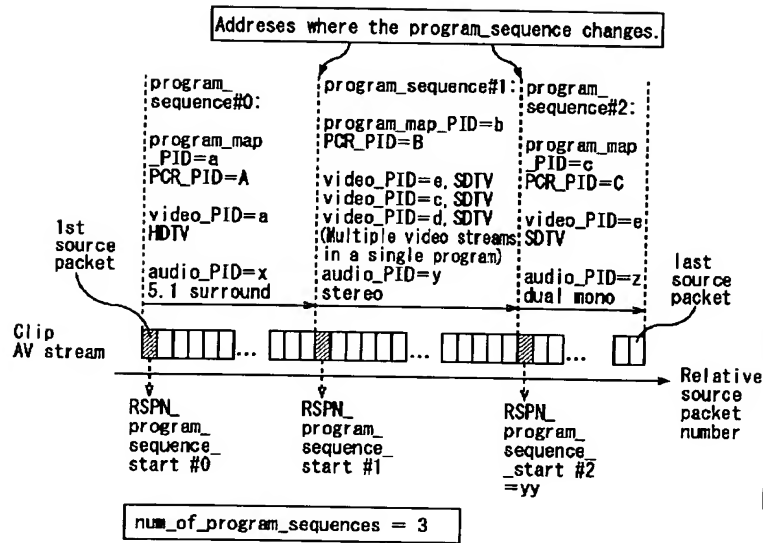 Addreses where the program_sequence changes.
program_
sequence#0:
program_map
_PID=a
PCR_PID=A
video_PID=a
HDTV
audio_PID=x
5.1 surround
program_sequence#1:
program_map_PID=b
PCR_PID=B
video_PID=e, SDTV
video_PID=c, SDTV
video_PID=d, SDTV
(Multiple video streams
in a single program)
audio_PID=y
stereo
program_
sequence#2:
program_map
_PID=c
PCR_PID=C
video_PID=e
SDTV
audio_PID=z
dual mono
1st
source
packet
last
source
packet
Clip
AV stream
...
...
...
Relative
source
packet
number
RSPN_
program_
sequence_
start #0
RSPN_
program_
sequence_
start #1
RSPN_
program_
sequence_
_start #2
=yy
num_of_program_sequences = 3